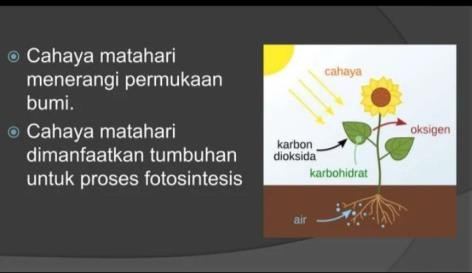 Cahaya matahari
menerangi permukaan
bumi.
Cahaya matahari
dimanfaatkan tumbuhan
untuk proses fotosintesis
cahaya
oksigen
karbon
dioksida
karbohidrat
air